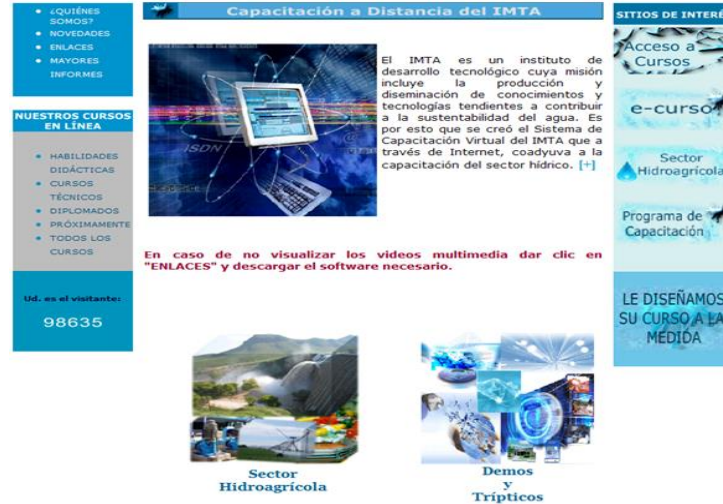 ¿QUIÉNES
SOMOS?
NOVEDADES
ENLACES
MAYORES
INFORMES
NUESTROS CURSOS
EN LÍNEA
HABILIDADES
DIDÁCTICAS
CURSOS
TÉCNICOS
DIPLOMADOS
PRÓXIMAMENTE
TODOS LOS
CURSOS
Ud. es el visitante:
98635
Capacitación a Distancia del IMTA
ISDN
El IMTA es un instituto de
desarrollo tecnológico cuya misión
incluye la producción y
diseminación de conocimientos y
tecnologías tendientes a contribuir
a la sustentabilidad del agua. Es
por esto que se creó el Sistema de
Capacitación Virtual del IMTA que a
través de Internet, coadyuva a la
capacitación del sector hídrico. [+]
En caso de no visualizar los videos multimedia dar clic en
"ENLACES" y descargar el software necesario.
Sector
Hidroagrícola
Demos
y
Trípticos
SITIOS DE INTERÉ
Acceso a
Cursos
e-curso
Sector
Hidroagrícola
Programa de
Capacitación
LE DISEÑAMOS
SU CURSO A LA
MEDIDA